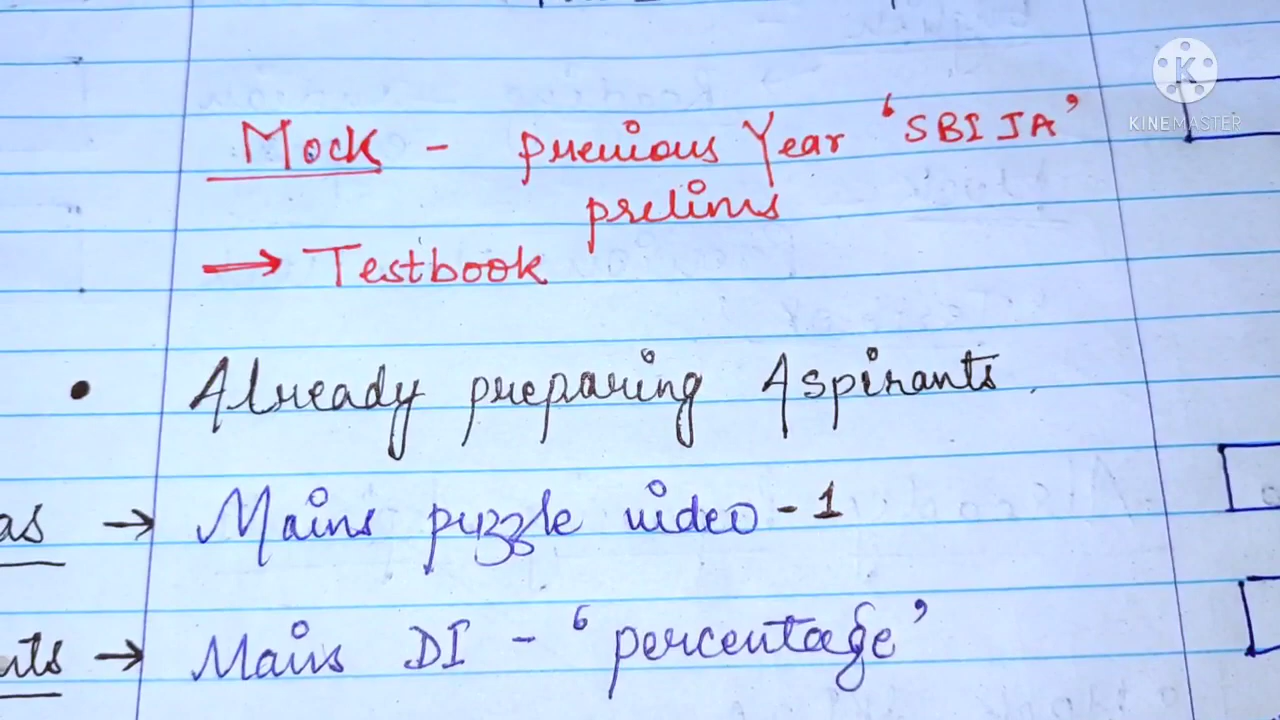 K
KINEMASTER
Mock - previous Year 'SBI JA'
prelims
→ Testbook
• Already preparing Aspirants.
as → Mains puzzle video - 1
nts → Mains DI - 'percentage'